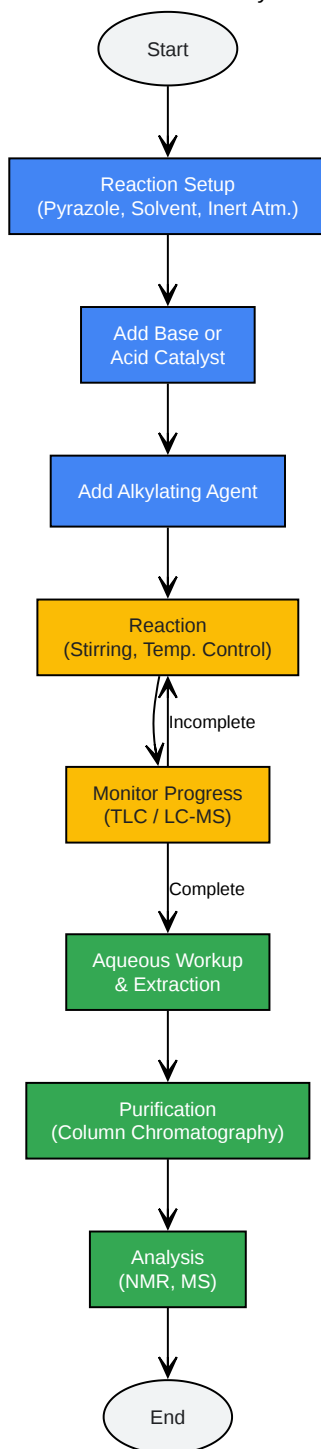 Start
Reaction Setup
(Pyrazole, Solvent, Inert Atm.)
Add Base or
Acid Catalyst
Add Alkylating Agent
Reaction
(Stirring, Temp. Control)
Incomplete
Monitor Progress
(TLC / LC-MS)
Complete
Aqueous Workup
& Extraction
Purification
(Column Chromatography)
Analysis
(NMR, MS)
End